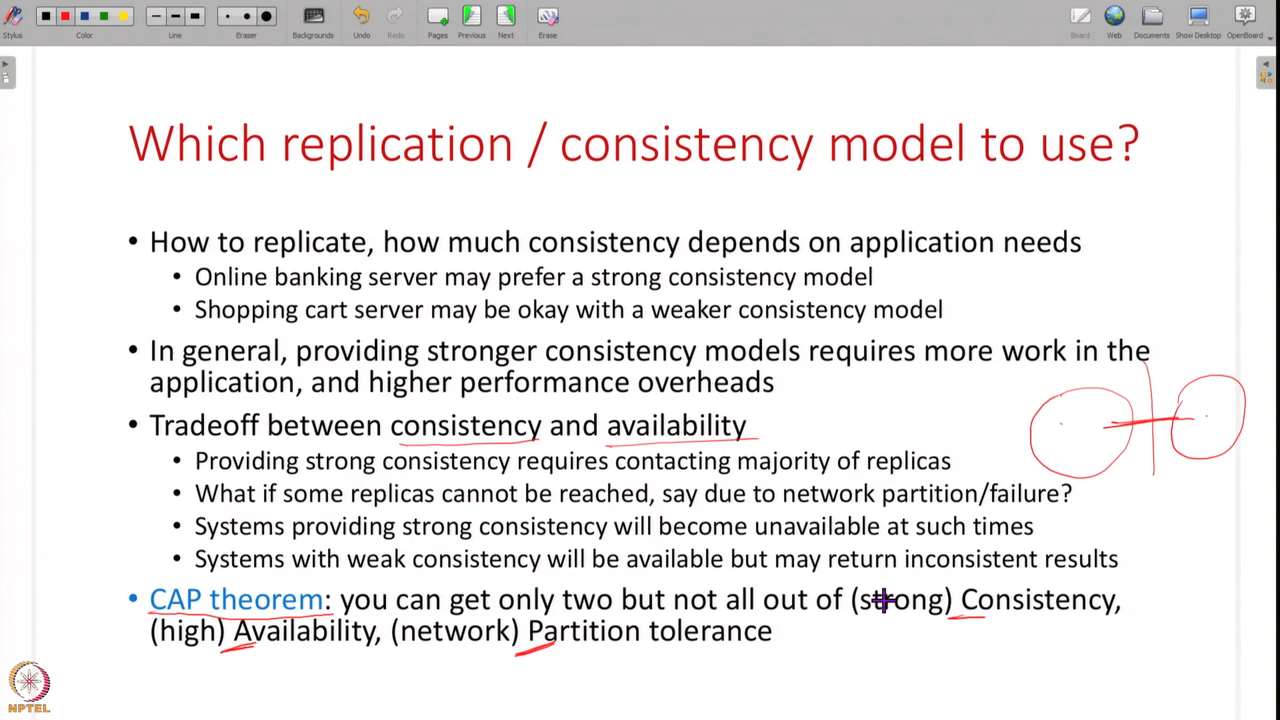 Stylus
Color
Line
Eraser
Backgrounds
Undo
Redo
Pages
Previous
Next
Erase
Board
Web
Documents
Show Desktop
OpenBoard
Which replication / consistency model to use?
• How to replicate, how much consistency depends on application needs
• Online banking server may prefer a strong consistency model
• Shopping cart server may be okay with a weaker consistency model
• In general, providing stronger consistency models requires more work in the
application, and higher performance overheads
• Tradeoff between consistency and availability
• Providing strong consistency requires contacting majority of replicas
• What if some replicas cannot be reached, say due to network partition/failure?
• Systems providing strong consistency will become unavailable at such times
• Systems with weak consistency will be available but may return inconsistent results
• CAP theorem: you can get only two but not all out of (strong) Consistency,
(high) Availability, (network) Partition tolerance
NPTEL